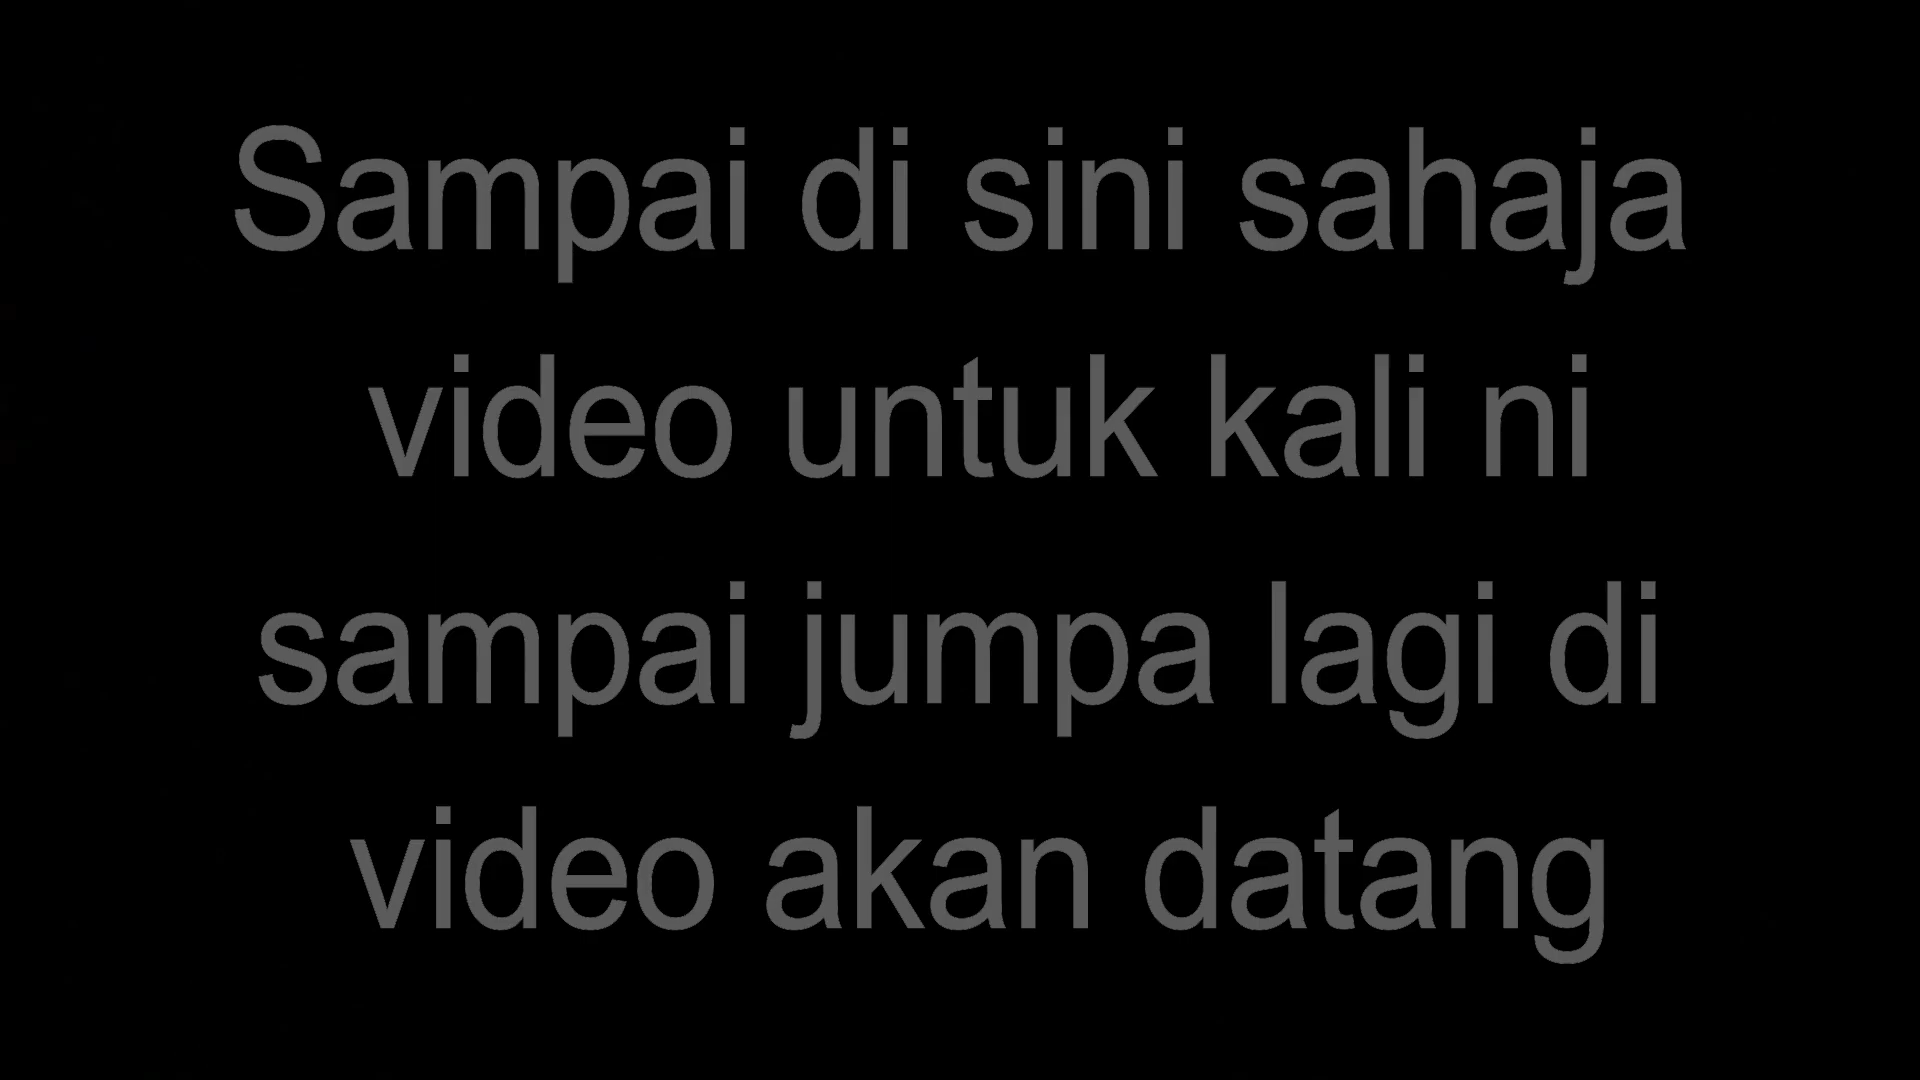 Sampai di sini sahaja
video untuk kali ni
sampai jumpa lagi di
video akan datang